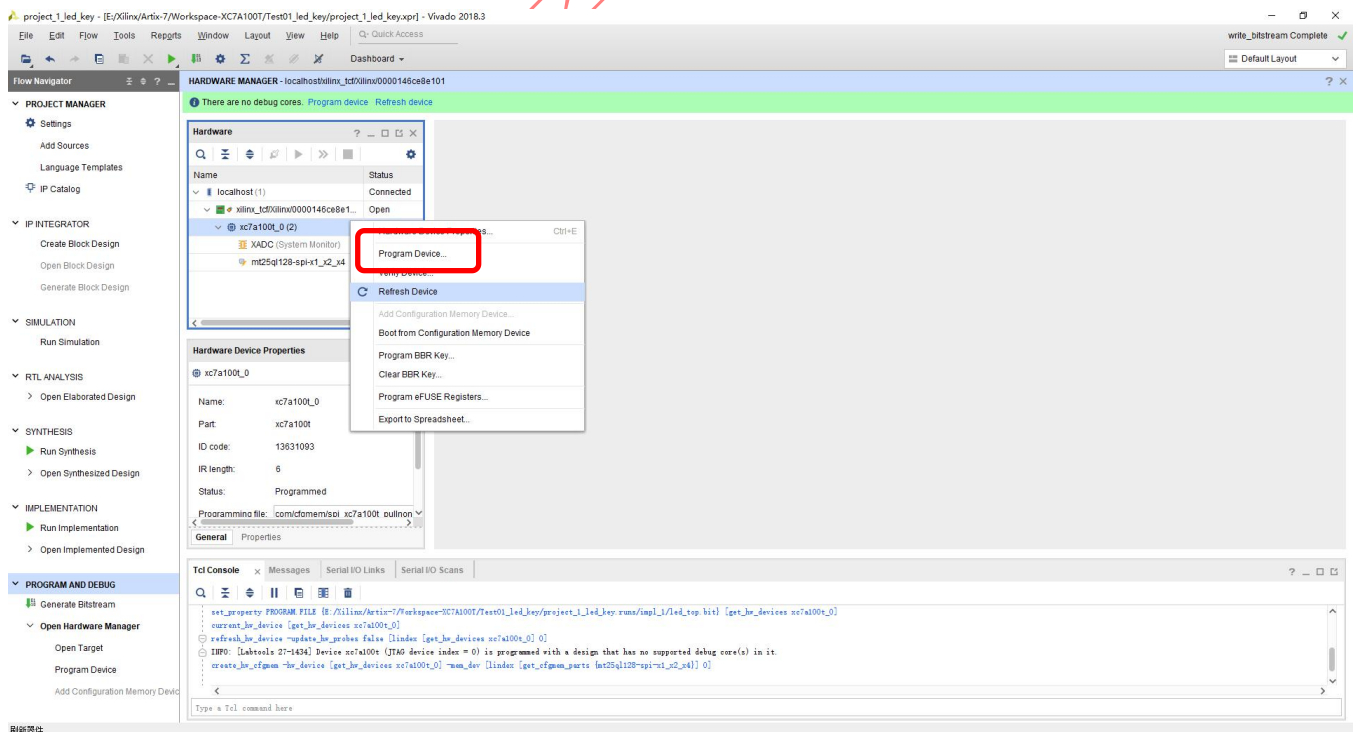 project_1_led_key - [E:/Xilinx/Artix-7/Workspace-XC7A100T/Test01_led_key/project_1_led_key.xpr] - Vivado 2018.3
File Edit Flow Tools Reports Window Layout View Help Q- Quick Access
write_bitstream Complete
Dashboard
Default Layout
Flow Navigator
HARDWARE MANAGER - localhost/xilinx_tcf/Xilinx/0000146ce8e101
There are no debug cores. Program device Refresh device
PROJECT MANAGER
Settings
Add Sources
Language Templates
IP Catalog
IP INTEGRATOR
Create Block Design
Open Block Design
Generate Block Design
SIMULATION
Run Simulation
RTL ANALYSIS
Open Elaborated Design
SYNTHESIS
Run Synthesis
Open Synthesized Design
IMPLEMENTATION
Run Implementation
Open Implemented Design
PROGRAM AND DEBUG
Generate Bitstream
Open Hardware Manager
Open Target
Program Device
Add Configuration Memory Devic
Hardware
Name Status
localhost (1) Connected
xilinx_tcf/Xilinx/0000146ce8e1... Open
xc7a100t_0 (2)
XADC (System Monitor)
mt25ql128-spi-x1_x2_x4
Ctrl+E
Program Device...
Verify Device...
Refresh Device
Add Configuration Memory Device...
Boot from Configuration Memory Device
Program BBR Key...
Clear BBR Key...
Program eFUSE Registers...
Export to Spreadsheet...
Hardware Device Properties
xc7a100t_0
Name: xc7a100t_0
Part: xc7a100t
ID code: 13631093
IR length: 6
Status: Programmed
Programming file: com/cfgmem/spi_xc7a100t_pullnon
General Properties
Tcl Console Messages Serial I/O Links Serial I/O Scans
set_property PROGRAM.FILE {E:/Xilinx/Artix-7/Workspace-XC7A100T/Test01_led_key/project_1_led_key.runs/impl_1/led_top.bit} [get_hw_devices xc7a100t_0]
current_hw_device [get_hw_devices xc7a100t_0]
refresh_hw_device -update_hw_probes false [lindex [get_hw_devices xc7a100t_0] 0]
INFO: [Labtools 27-1434] Device xc7a100t (JTAG device index = 0) is programmed with a design that has no supported debug core(s) in it.
create_hw_cfgmem -hw_device [get_hw_devices xc7a100t_0] -mem_dev [lindex [get_cfgmem_parts {mt25ql128-spi-x1_x2_x4}] 0]
Type a Tcl command here
刷新器件